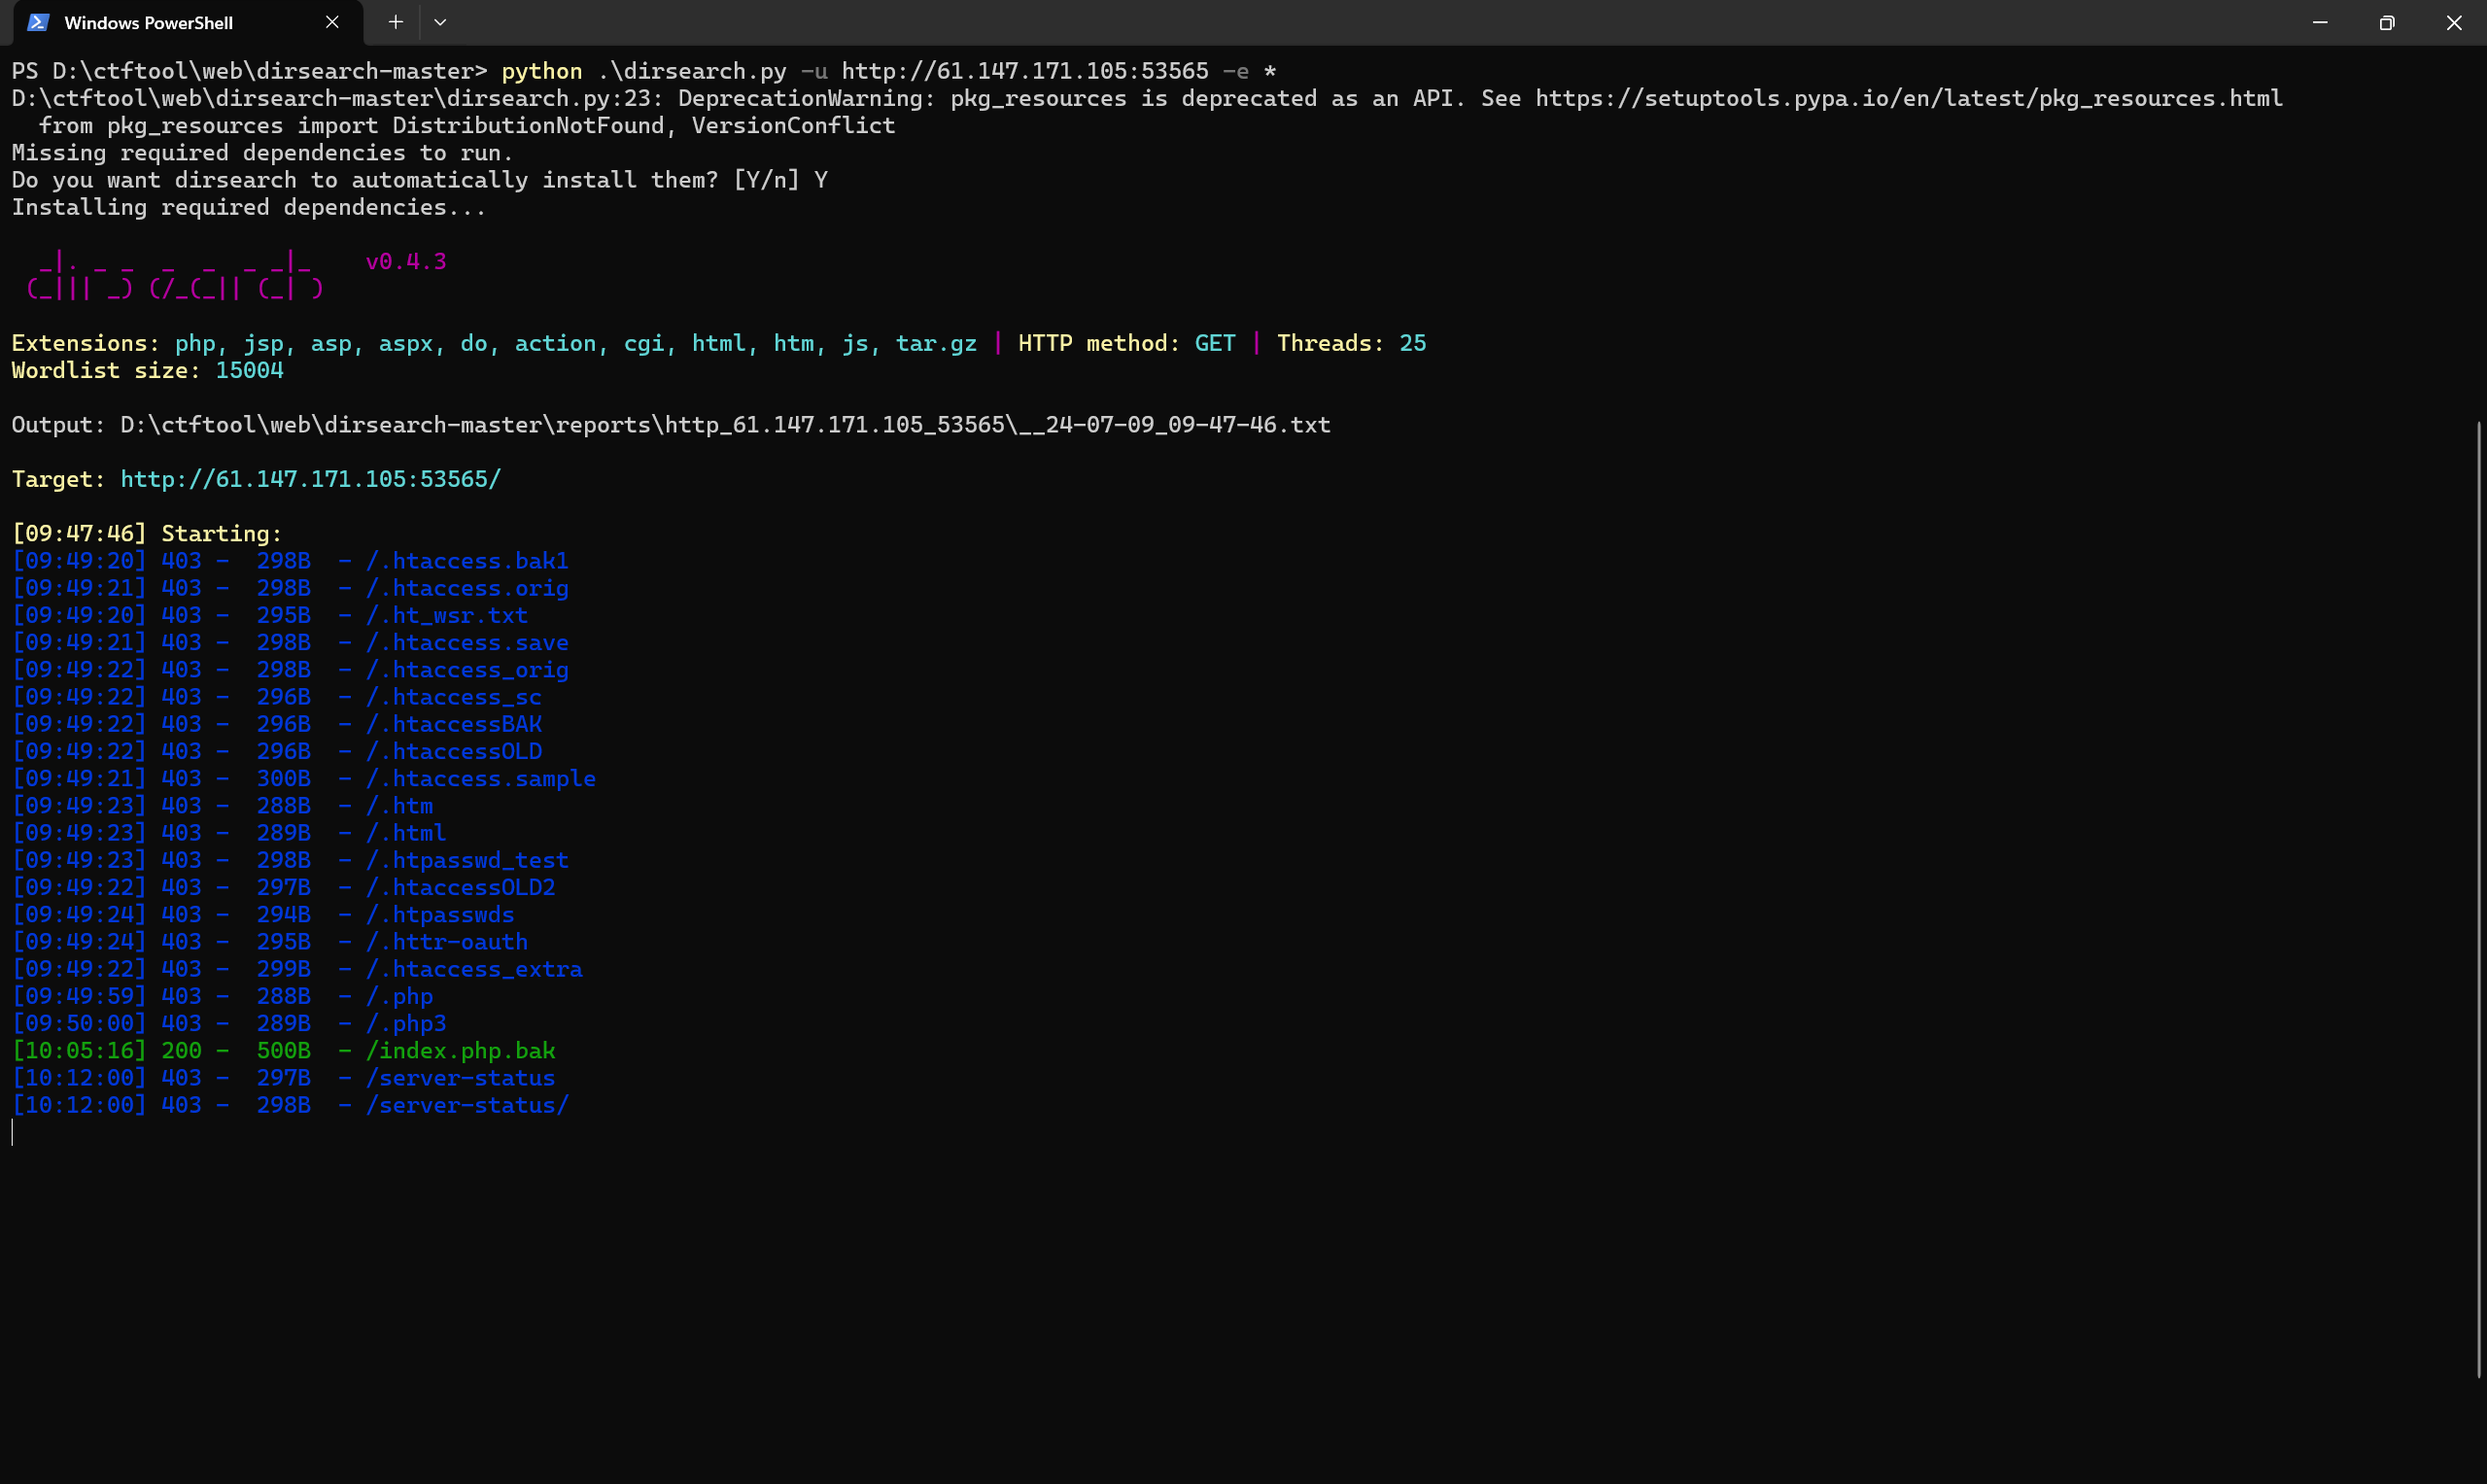 Windows PowerShell
PS D:\ctftool\web\dirsearch-master> python .\dirsearch.py -u http://61.147.171.105:53565 -e *
D:\ctftool\web\dirsearch-master\dirsearch.py:23: DeprecationWarning: pkg_resources is deprecated as an API. See https://setuptools.pypa.io/en/latest/pkg_resources.html
  from pkg_resources import DistributionNotFound, VersionConflict
Missing required dependencies to run.
Do you want dirsearch to automatically install them? [Y/n] Y
Installing required dependencies...
  _|. _ _  _  _  _ _|_    v0.4.3
 (_||| _) (/_(_|| (_| )
Extensions: php, jsp, asp, aspx, do, action, cgi, html, htm, js, tar.gz | HTTP method: GET | Threads: 25
Wordlist size: 15004
Output: D:\ctftool\web\dirsearch-master\reports\http_61.147.171.105_53565\__24-07-09_09-47-46.txt
Target: http://61.147.171.105:53565/
[09:47:46] Starting:
[09:49:20] 403 -  298B  - /.htaccess.bak1
[09:49:21] 403 -  298B  - /.htaccess.orig
[09:49:20] 403 -  295B  - /.ht_wsr.txt
[09:49:21] 403 -  298B  - /.htaccess.save
[09:49:22] 403 -  298B  - /.htaccess_orig
[09:49:22] 403 -  296B  - /.htaccess_sc
[09:49:22] 403 -  296B  - /.htaccessBAK
[09:49:22] 403 -  296B  - /.htaccessOLD
[09:49:21] 403 -  300B  - /.htaccess.sample
[09:49:23] 403 -  288B  - /.htm
[09:49:23] 403 -  289B  - /.html
[09:49:23] 403 -  298B  - /.htpasswd_test
[09:49:22] 403 -  297B  - /.htaccessOLD2
[09:49:24] 403 -  294B  - /.htpasswds
[09:49:24] 403 -  295B  - /.httr-oauth
[09:49:22] 403 -  299B  - /.htaccess_extra
[09:49:59] 403 -  288B  - /.php
[09:50:00] 403 -  289B  - /.php3
[10:05:16] 200 -  500B  - /index.php.bak
[10:12:00] 403 -  297B  - /server-status
[10:12:00] 403 -  298B  - /server-status/